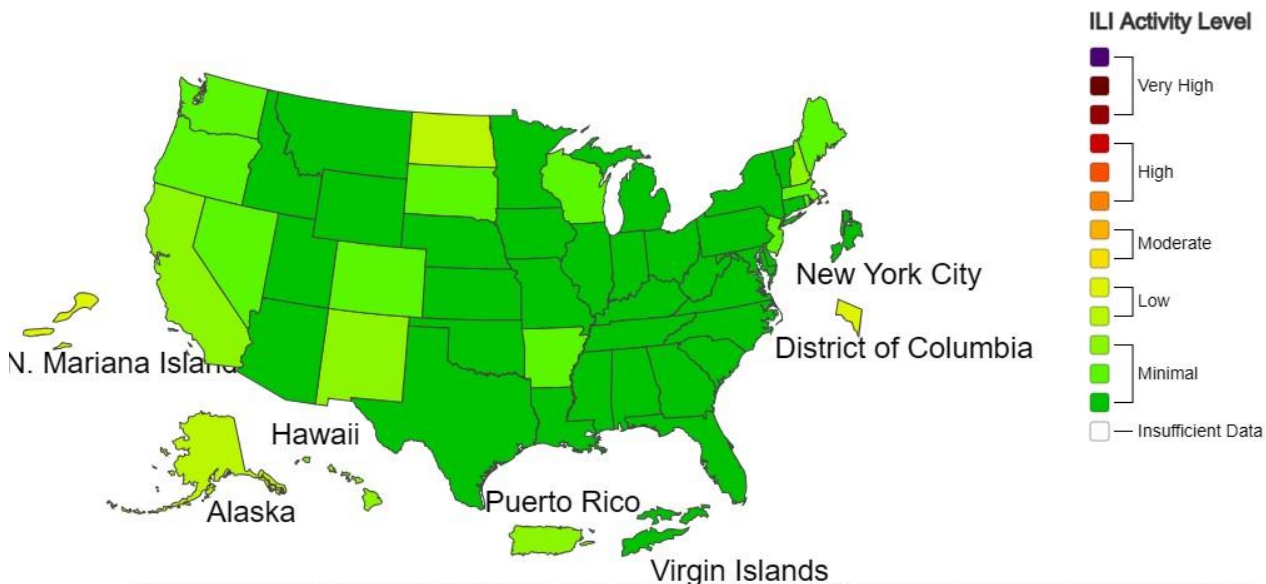 ILI Activity Level
Very High
High
Moderate
Low
Minimal
Insufficient Data
New York City
District of Columbia
N. Mariana Island
Hawaii
Alaska
Puerto Rico
Virgin Islands